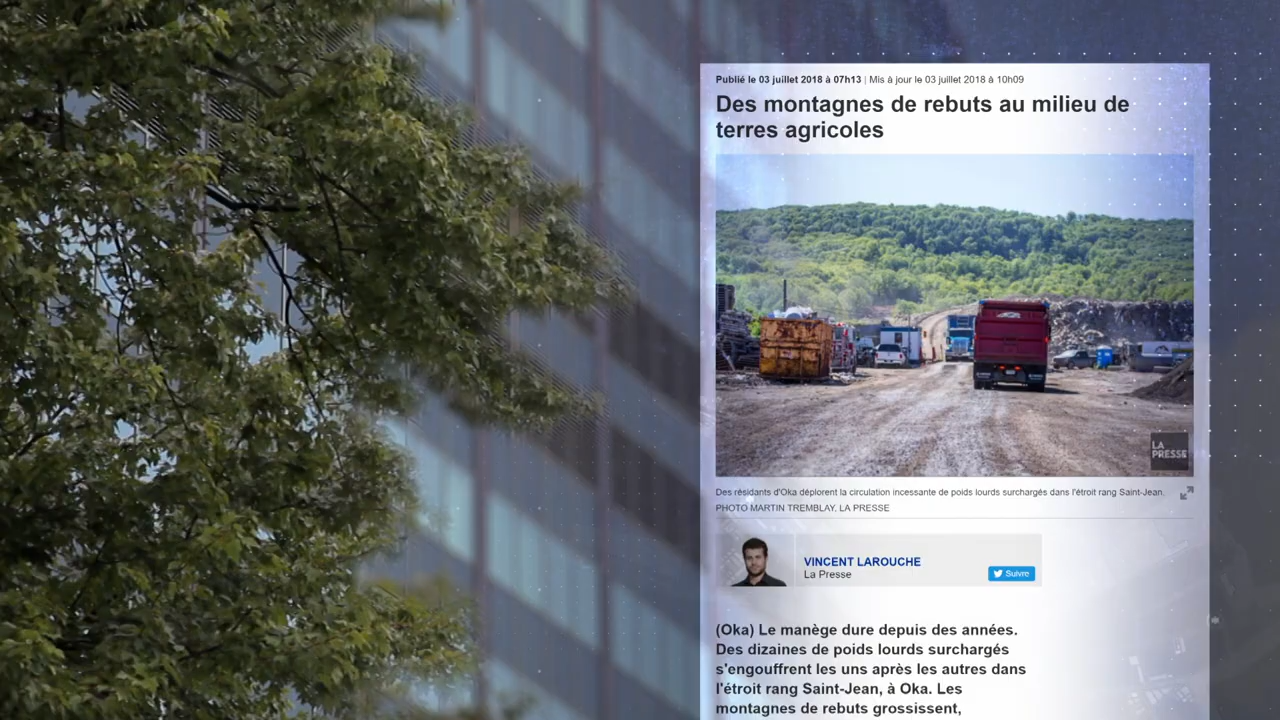 Publié le 03 juillet 2018 à 07h13 | Mis à jour le 03 juillet 2018 à 10h09
Des montagnes de rebuts au milieu de
terres agricoles
LA
PRESSE
Des résidants d'Oka déplorent la circulation incessante de poids lourds surchargés dans l'étroit rang Saint-Jean.
PHOTO MARTIN TREMBLAY, LA PRESSE
VINCENT LAROUCHE
La Presse
Suivre
(Oka) Le manège dure depuis des années.
Des dizaines de poids lourds surchargés
s'engouffrent les uns après les autres dans
l'étroit rang Saint-Jean, à Oka. Les
montagnes de rebuts grossissent,